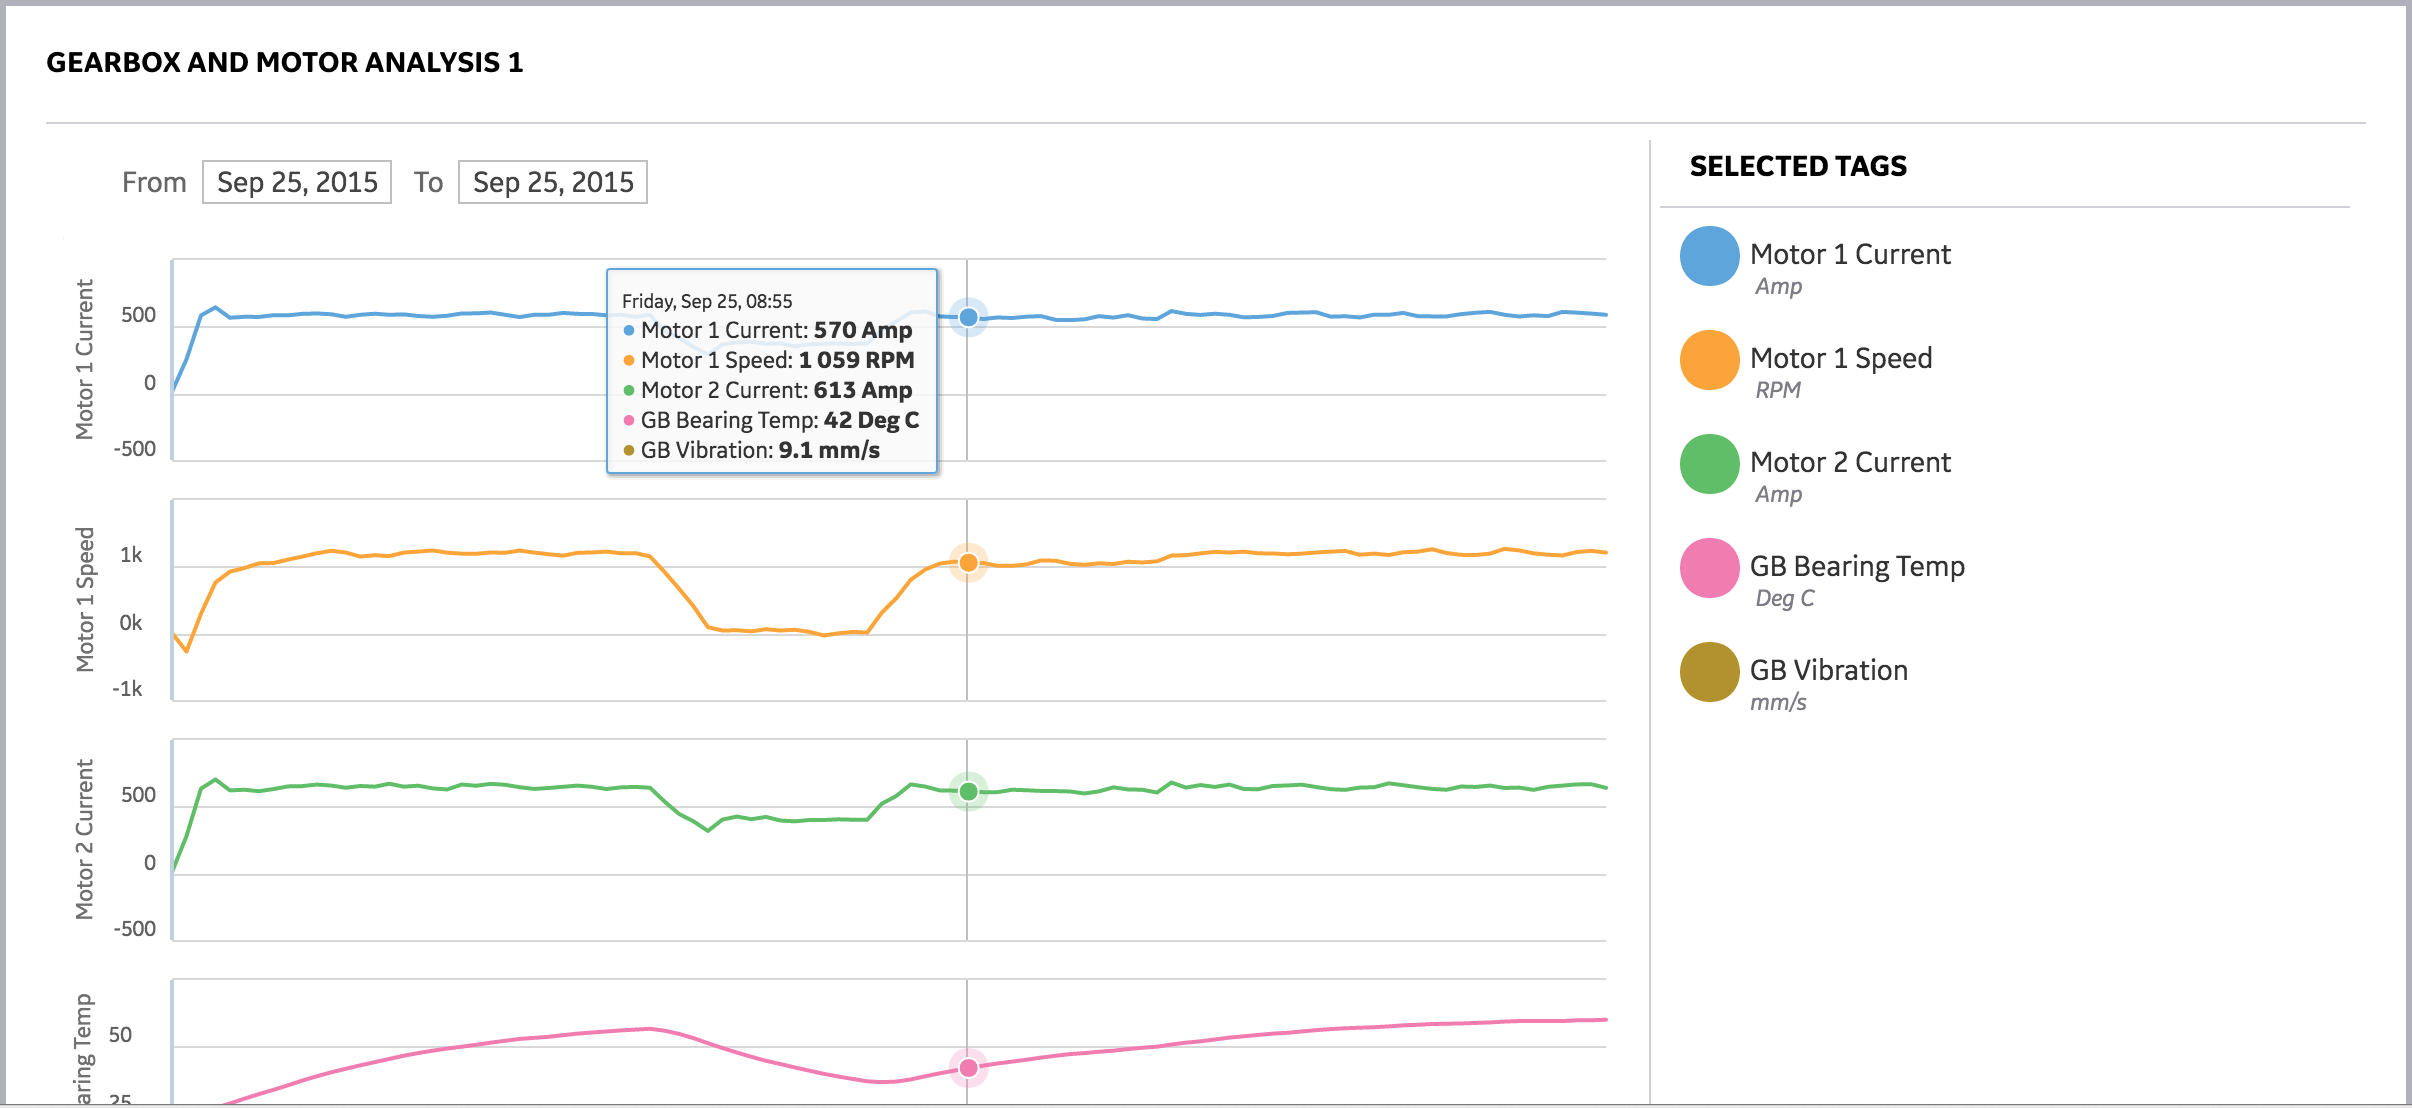 GEARBOX AND MOTOR ANALYSIS 1
From Sep 25, 2015 To Sep 25, 2015
Motor 1 Current
500
0
-500
Friday, Sep 25, 08:55
Motor 1 Current: 570 Amp
Motor 1 Speed: 1 059 RPM
Motor 2 Current: 613 Amp
GB Bearing Temp: 42 Deg C
GB Vibration: 9.1 mm/s
Motor 1 Speed
1k
0k
-1k
Motor 2 Current
500
0
-500
aring Temp
50
25
SELECTED TAGS
Motor 1 Current
Amp
Motor 1 Speed
RPM
Motor 2 Current
Amp
GB Bearing Temp
Deg C
GB Vibration
mm/s